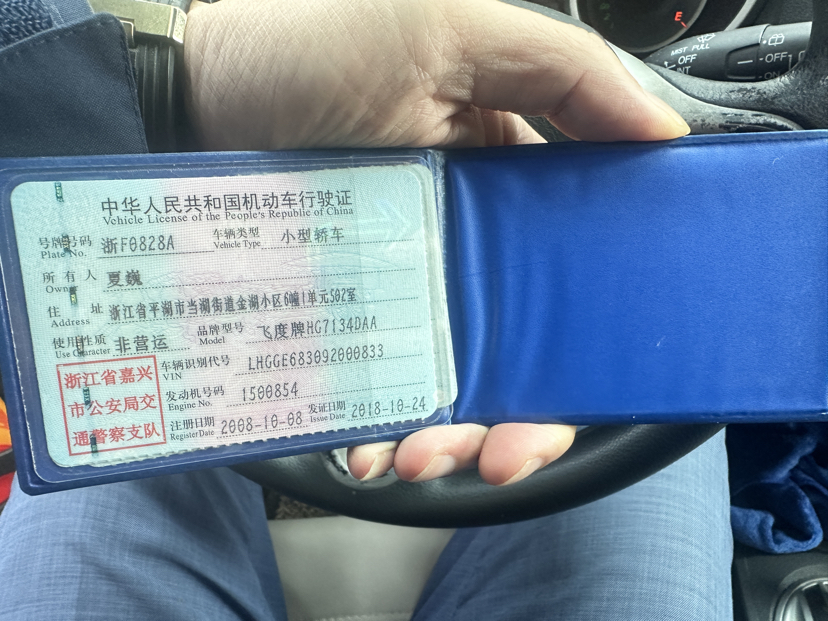 中华人民共和国机动车行驶证
Vehicle License of the People's Republic of China
号牌号码 浙F0828A 车辆类型 小型轿车
Plate No. Vehicle Type
所有人 夏巍
Owner
住址 浙江省平湖市当湖街道金湖小区6幢1单元502室
Address
使用性质 非营运 品牌型号 飞度牌HG7134DAA
Use Character Model
浙江省嘉兴
市公安局交
通警察支队
车辆识别代号 LHGGE683092000833
VIN
发动机号码 1500854
Engine No.
注册日期 2008-10-08 发证日期 2018-10-24
Register Date Issue Date
E
MIST PULL
OFF
INT
OFF
ON